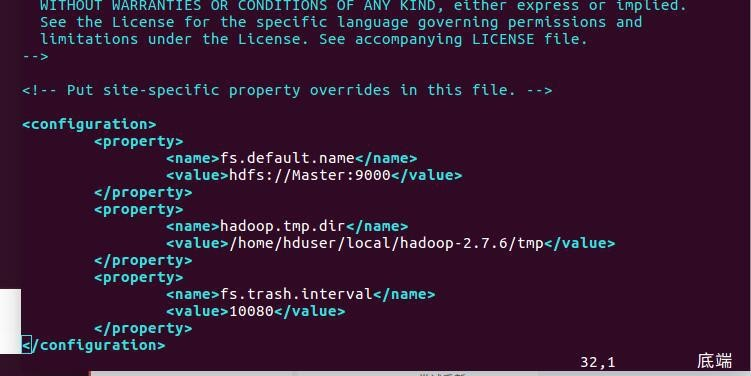 WITHOUT WARRANTIES OR CONDITIONS OF ANY KIND, either express or implied.
See the License for the specific language governing permissions and
limitations under the License. See accompanying LICENSE file.
-->
<!-- Put site-specific property overrides in this file. -->
<configuration>
<property>
<name>fs.default.name</name>
<value>hdfs://Master:9000</value>
</property>
<property>
<name>hadoop.tmp.dir</name>
<value>/home/hduser/local/hadoop-2.7.6/tmp</value>
</property>
<property>
<name>fs.trash.interval</name>
<value>10080</value>
</property>
</configuration>
32,1 底端